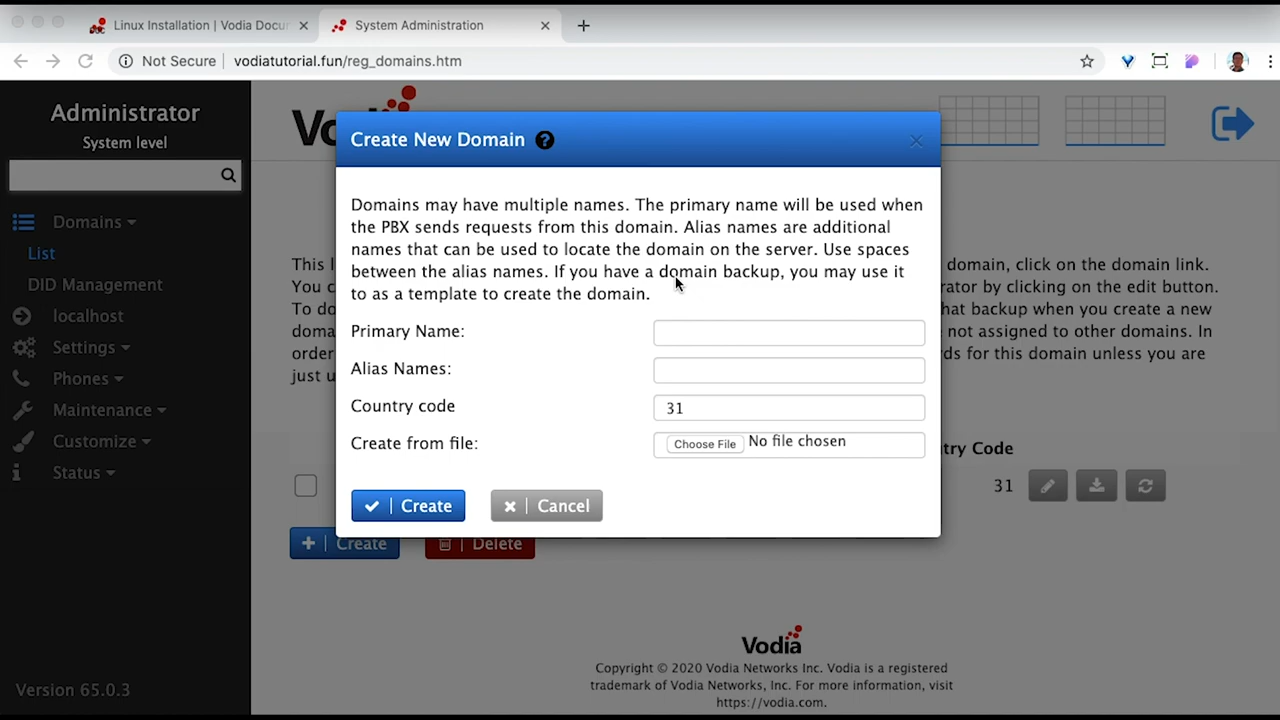 Linux Installation | Vodia Docu
System Administration
Not Secure
vodiatutorial.fun/reg_domains.htm
Administrator
System level
Domains
List
DID Management
localhost
Settings
Phones
Maintenance
Customize
Status
Version 65.0.3
Vo
Create New Domain ?
Domains may have multiple names. The primary name will be used when
the PBX sends requests from this domain. Alias names are additional
names that can be used to locate the domain on the server. Use spaces
between the alias names. If you have a domain backup, you may use it
to as a template to create the domain.
Primary Name:
Alias Names:
Country code
31
Create from file:
Choose File No file chosen
Create
Cancel
This l
domain, click on the domain link.
You c
rator by clicking on the edit button.
To do
hat backup when you create a new
doma
not assigned to other domains. In
order
rds for this domain unless you are
just u
try Code
31
Create
Delete
Vodia
Copyright © 2020 Vodia Networks Inc. Vodia is a registered
trademark of Vodia Networks, Inc. For more information, visit
https://vodia.com.